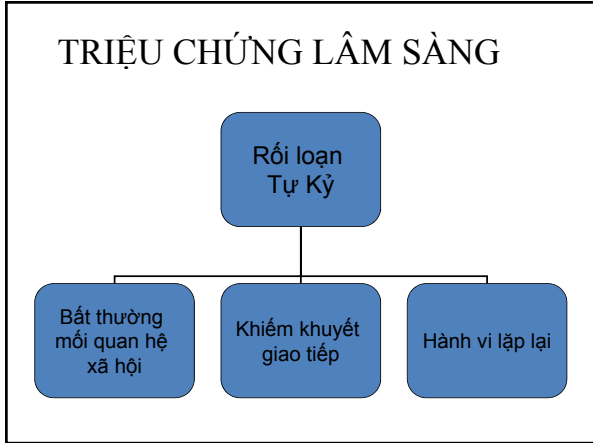 TRIỆU CHỨNG LÂM SÀNG
Rối loạn
Tự Kỷ
Bất thường
mối quan hệ
xã hội
Khiếm khuyết
giao tiếp
Hành vi lặp lại